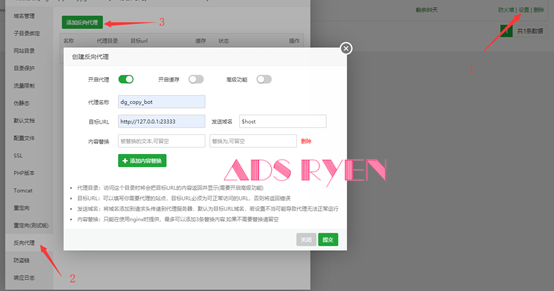 剩余88天
防火墙 | 设置 | 删除
共1条数据
1
域名管理
子目录绑定
网站目录
目录保护
流量限制
伪静态
默认文档
配置文件
SSL
PHP版本
Tomcat
重定向
重定向(测试版)
反向代理
防盗链
响应日志
2
添加反向代理
3
名称 代理目录 目标url 缓存 状态 操作
创建反向代理
开启代理 开启缓存 高级功能
代理名称 dg_copy_bot
目标URL http://127.0.0.1:23333 发送域名 $host
内容替换 被替换的文本,可留空 替换为,可留空 删除
添加内容替换
ADS RYEN
代理目录：访问这个目录时将会把目标URL的内容返回并显示(需要开启高级功能)
目标URL：可以填写你需要代理的站点，目标URL必须为可正常访问的URL，否则将返回错误
发送域名：将域名添加到请求头传递到代理服务器，默认为目标URL域名，若设置不当可能导致代理无法正常运行
内容替换：只能在使用nginx时提供，最多可以添加3条替换内容,如果不需要替换请留空
关闭 提交